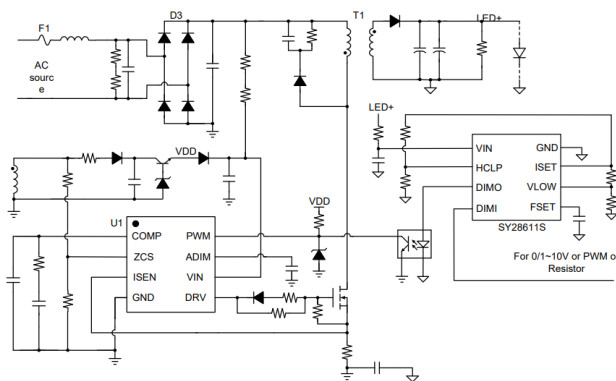 F1
D3
T1
LED+
AC
sourc
e
LED+
VDD
VIN
HCLP
DIMO
DIMI
GND
ISET
VLOW
FSET
SY28611S
VDD
U1
COMP
ZCS
ISEN
GND
PWM
ADIM
VIN
DRV
For 0/1~10V or PWM o
Resistor